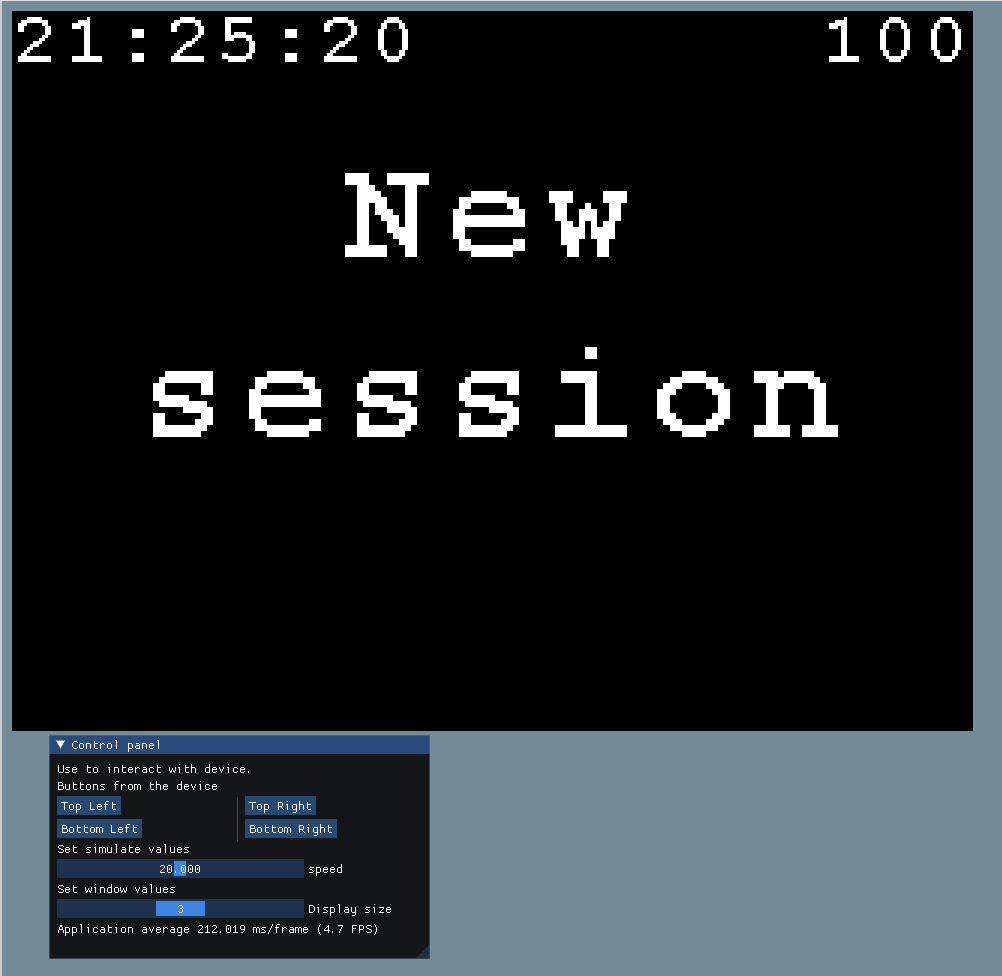 21:25:20 100
New
session
Control panel
Use to interact with device.
Buttons from the device
Top Left Top Right
Bottom Left Bottom Right
Set simulate values
20.000 speed
Set window values
3 Display size
Application average 212.019 ms/frame (4.7 FPS)